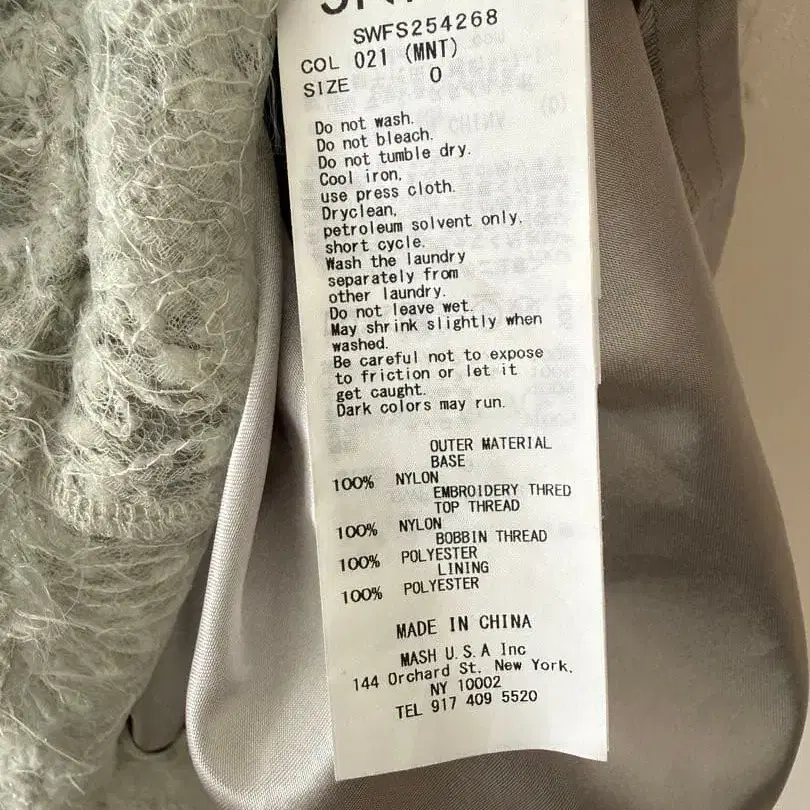 SWFS254268
COL 021 (MNT)
SIZE 0
Do not wash.
Do not bleach.
Do not tumble dry.
Cool iron,
use press cloth.
Dryclean,
petroleum solvent only.
short cycle.
Wash the laundry
separately from
other laundry.
Do not leave wet.
May shrink slightly when
washed.
Be careful not to expose
to friction or let it
get caught.
Dark colors may run.
OUTER MATERIAL
BASE
100% NYLON
EMBROIDERY THRED
TOP THREAD
100% NYLON
BOBBIN THREAD
100% POLYESTER
LINING
100% POLYESTER
MADE IN CHINA
MASH U.S.A Inc
144 Orchard St. New York,
NY 10002
TEL 917 409 5520